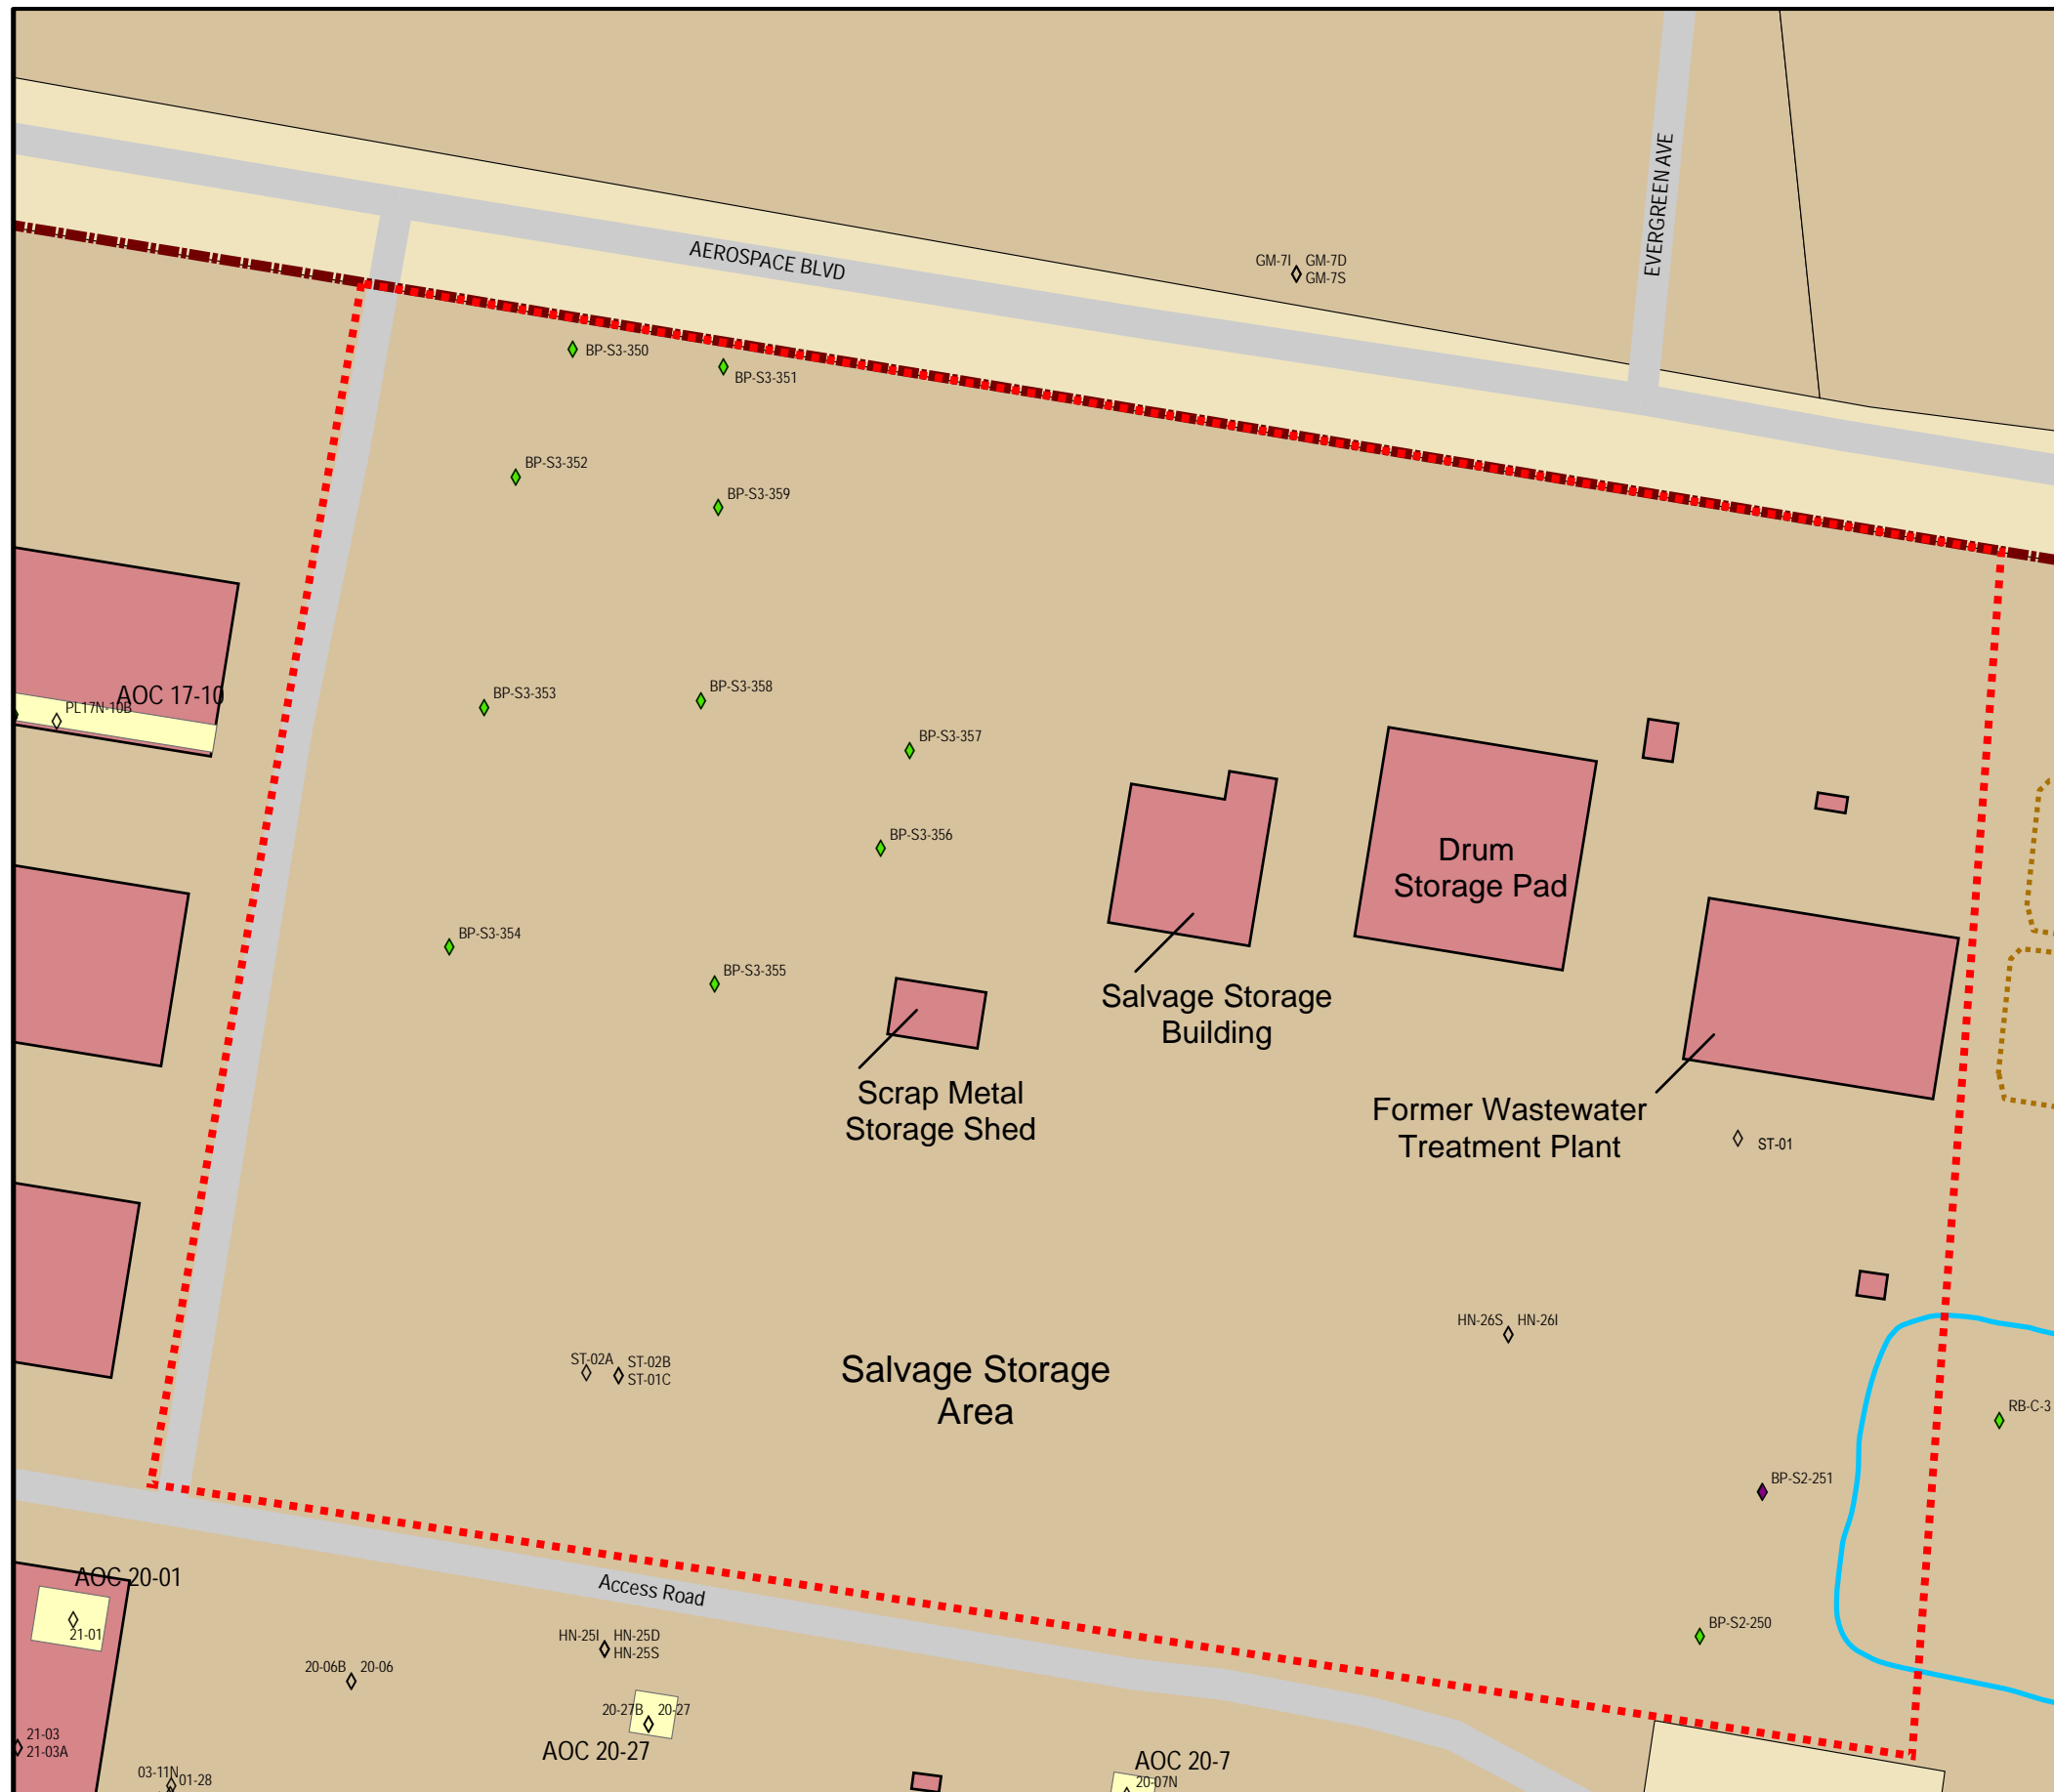 EVERGREEN AVE
AEROSPACE BLVD
GM-7I
GM-7D
GM-7S
BP-S3-350
BP-S3-351
BP-S3-352
BP-S3-359
BP-S3-353
BP-S3-358
AOC 17-10
PL17N-10B
BP-S3-357
BP-S3-356
Drum
Storage Pad
BP-S3-354
BP-S3-355
Salvage Storage
Building
Scrap Metal
Storage Shed
Former Wastewater
Treatment Plant
ST-01
HN-26S
HN-26I
ST-02A
ST-02B
ST-01C
Salvage Storage
Area
RB-C-3
BP-S2-251
AOC 20-01
21-01
Access Road
BP-S2-250
HN-25I
HN-25D
HN-25S
20-06B
20-06
20-27B
20-27
AOC 20-27
21-03
21-03A
AOC 20-7
20-07N
03-11N
01-28